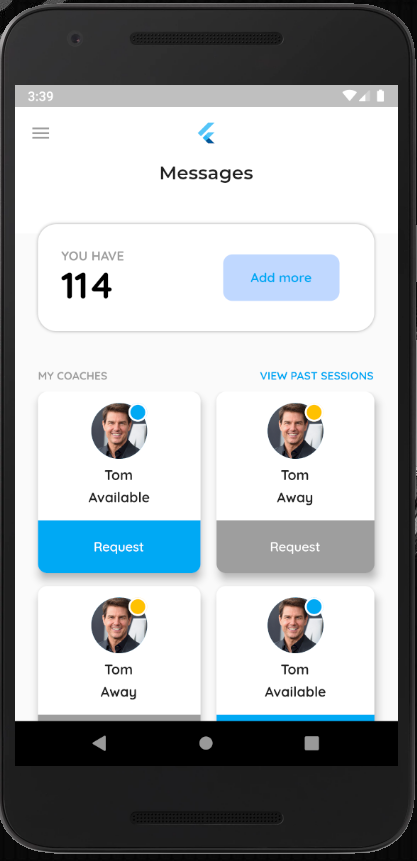 3:39
Messages
YOU HAVE
114
Add more
MY COACHES VIEW PAST SESSIONS
Tom
Available
Request
Tom
Away
Request
Tom
Away
Tom
Available